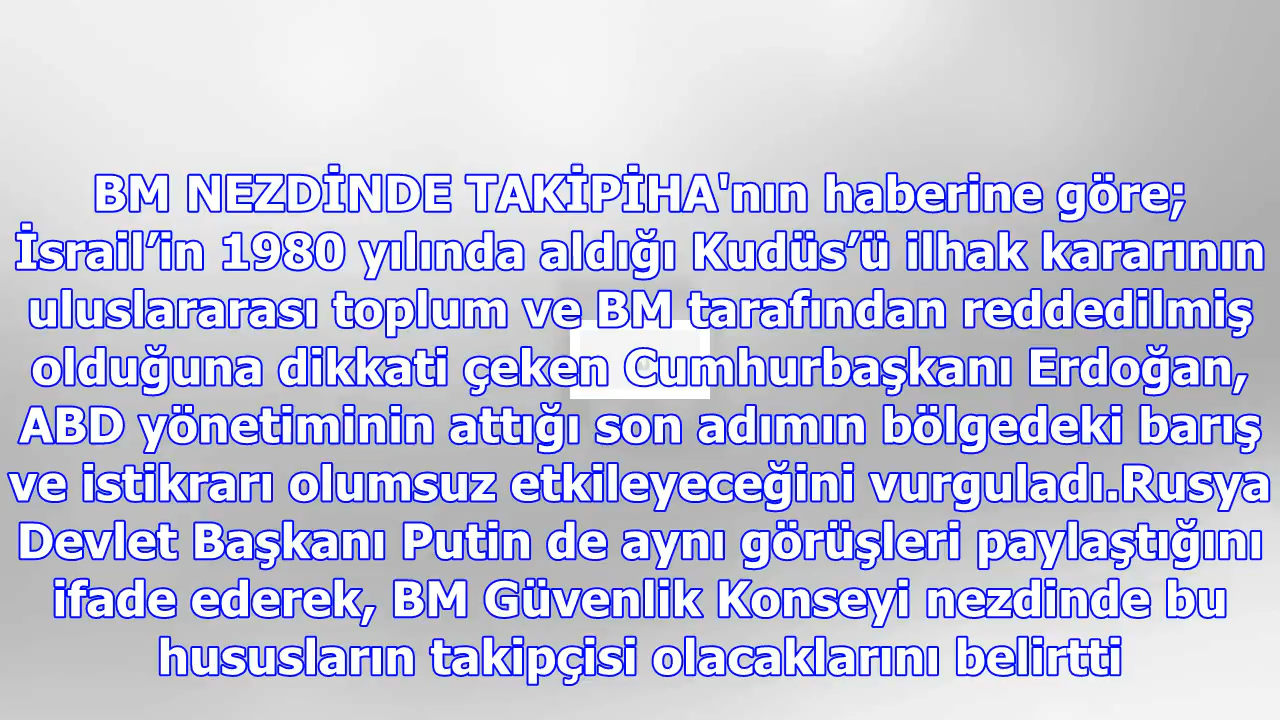 BM NEZDİNDE TAKİPİHA'nın haberine göre;
İsrail’in 1980 yılında aldığı Kudüs’ü ilhak kararının
uluslararası toplum ve BM tarafından reddedilmiş
olduğuna dikkati çeken Cumhurbaşkanı Erdoğan,
ABD yönetiminin attığı son adımın bölgedeki barış
ve istikrarı olumsuz etkileyeceğini vurguladı.Rusya
Devlet Başkanı Putin de aynı görüşleri paylaştığını
ifade ederek, BM Güvenlik Konseyi nezdinde bu
hususların takipçisi olacaklarını belirtti